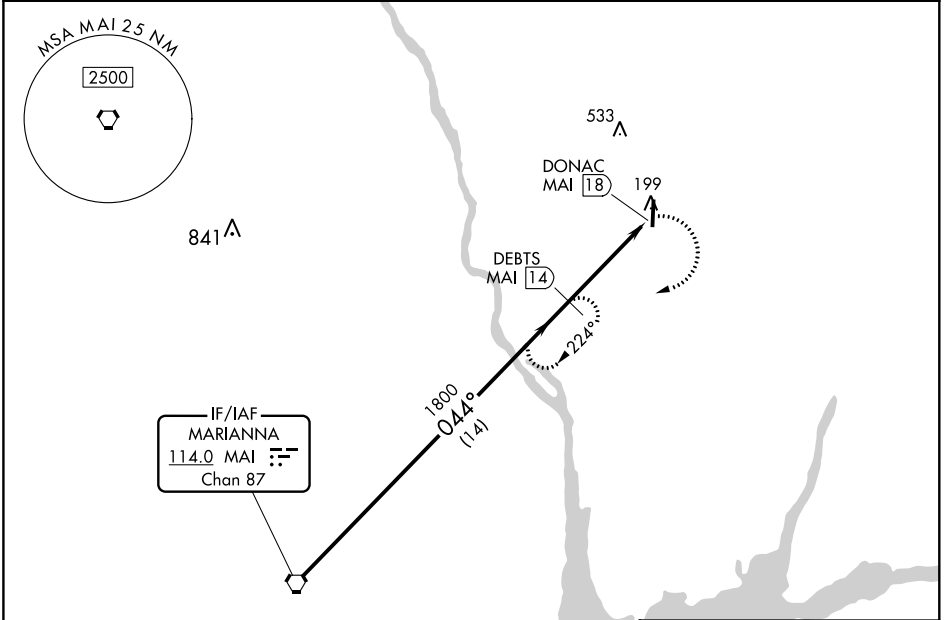 MSA MAI 25 NM
2500
841
533
DONAC
MAI 18
199
DEBTS
MAI 14
224°
1800
044°
(14)
IF/IAF
MARIANNA
114.0 MAI
Chan 87